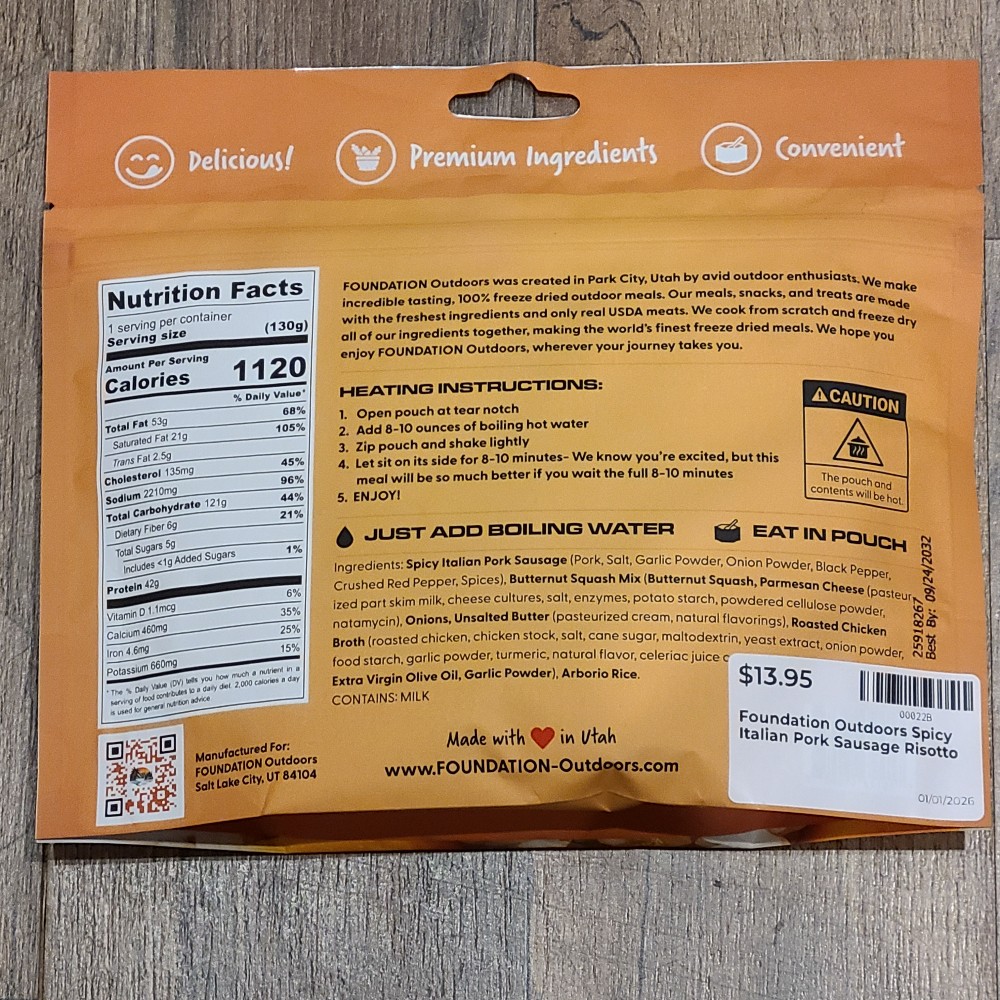 Delicious!
Premium Ingredients
Convenient
Nutrition Facts
1 serving per container
Serving size (130g)
Amount Per Serving
Calories 1120
% Daily Value*
Total Fat 53g 68%
Saturated Fat 21g 105%
Trans Fat 2.5g
Cholesterol 135mg 45%
Sodium 2210mg 96%
Total Carbohydrate 121g 44%
Dietary Fiber 6g 21%
Total Sugars 5g
Includes <1g Added Sugars 1%
Protein 42g
Vitamin D 1.1mcg 6%
Calcium 460mg 35%
Iron 4.6mg 25%
Potassium 660mg 15%
*The % Daily Value (DV) tells you how much a nutrient in a
serving of food contributes to a daily diet. 2,000 calories a day
is used for general nutrition advice
FOUNDATION Outdoors was created in Park City, Utah by avid outdoor enthusiasts. We make
incredible tasting, 100% freeze dried outdoor meals. Our meals, snacks, and treats are made
with the freshest ingredients and only real USDA meats. We cook from scratch and freeze dry
all of our ingredients together, making the world's finest freeze dried meals. We hope you
enjoy FOUNDATION Outdoors, wherever your journey takes you.
HEATING INSTRUCTIONS:
1. Open pouch at tear notch
2. Add 8-10 ounces of boiling hot water
3. Zip pouch and shake lightly
4. Let sit on its side for 8-10 minutes- We know you're excited, but this
meal will be so much better if you wait the full 8-10 minutes
5. ENJOY!
CAUTION
The pouch and
contents will be hot.
JUST ADD BOILING WATER
EAT IN POUCH
Ingredients: Spicy Italian Pork Sausage (Pork, Salt, Garlic Powder, Onion Powder, Black Pepper,
Crushed Red Pepper, Spices), Butternut Squash Mix (Butternut Squash, Parmesan Cheese (pasteur-
ized part skim milk, cheese cultures, salt, enzymes, potato starch, powdered cellulose powder,
natamycin), Onions, Unsalted Butter (pasteurized cream, natural flavorings), Roasted Chicken
Broth (roasted chicken, chicken stock, salt, cane sugar, maltodextrin, yeast extract, onion powder,
food starch, garlic powder, turmeric, natural flavor, celeriac juice
Extra Virgin Olive Oil, Garlic Powder), Arborio Rice.
CONTAINS: MILK
25918267
Best By: 09/24/2032
Manufactured For:
FOUNDATION Outdoors
Salt Lake City, UT 84104
Made with in Utah
www.FOUNDATION-Outdoors.com
$13.95
00022B
Foundation Outdoors Spicy
Italian Pork Sausage Risotto
01/01/2026